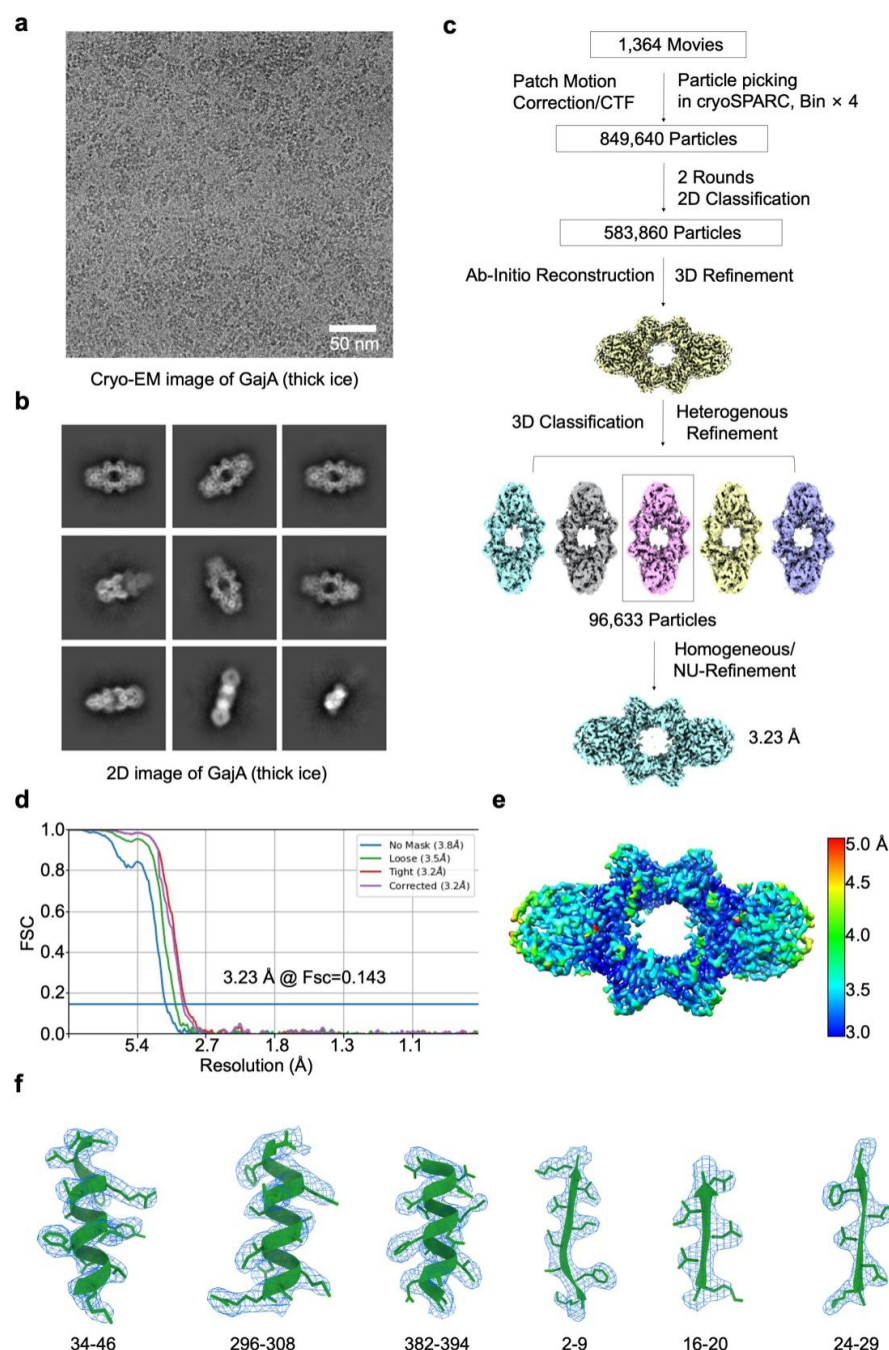 a
50 nm
Cryo-EM image of GajA (thick ice)
b
2D image of GajA (thick ice)
c
1,364 Movies
Patch Motion
Correction/CTF
Particle picking
in cryoSPARC, Bin × 4
849,640 Particles
2 Rounds
2D Classification
583,860 Particles
Ab-Initio Reconstruction
3D Refinement
3D Classification
Heterogenous
Refinement
96,633 Particles
Homogeneous/
NU-Refinement
3.23 Å
d
FSC
1.0
0.8
0.6
0.4
0.2
0.0
No Mask (3.8Å)
Loose (3.5Å)
Tight (3.2Å)
Corrected (3.2Å)
3.23 Å @ Fsc=0.143
5.4 2.7 1.8 1.3 1.1
Resolution (Å)
e
5.0 Å
4.5
4.0
3.5
3.0
f
34-46 296-308 382-394 2-9 16-20 24-29